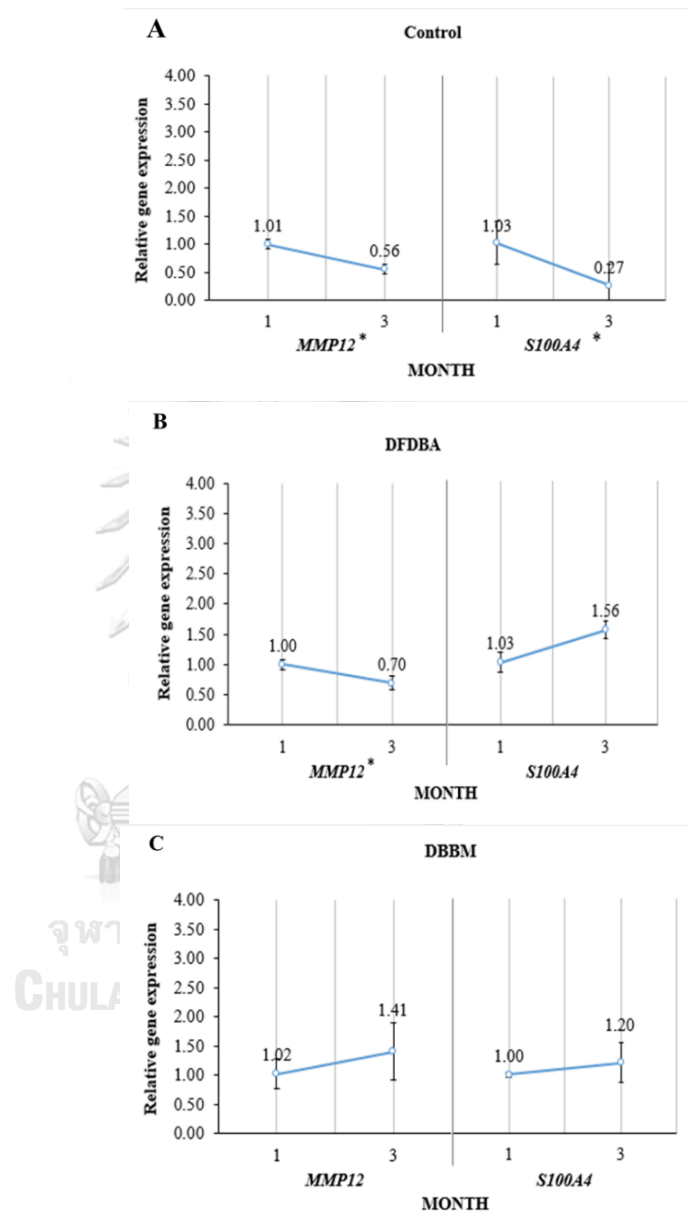 A
Control
Relative gene expression
4.00
3.50
3.00
2.50
2.00
1.50
1.00
0.50
0.00
1.01
0.56
1.03
0.27
1 3 1 3
MMP12 * S100A4 *
MONTH
B
DFDBA
Relative gene expression
4.00
3.50
3.00
2.50
2.00
1.50
1.00
0.50
0.00
1.00
0.70
1.03
1.56
1 3 1 3
MMP12 * S100A4
MONTH
C
DBBM
Relative gene expression
4.00
3.50
3.00
2.50
2.00
1.50
1.00
0.50
0.00
1.02
1.41
1.00
1.20
1 3 1 3
MMP12 S100A4
MONTH
จุฬา
CHULA